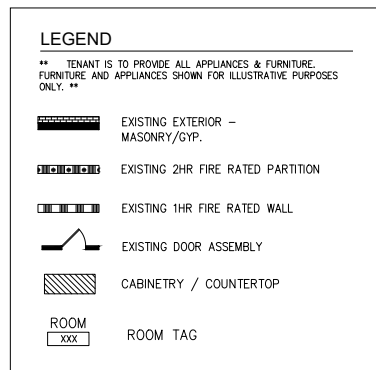 LEGEND
** TENANT IS TO PROVIDE ALL APPLIANCES & FURNITURE.
FURNITURE AND APPLIANCES SHOWN FOR ILLUSTRATIVE PURPOSES
ONLY. **
EXISTING EXTERIOR –
MASONRY/GYP.
EXISTING 2HR FIRE RATED PARTITION
EXISTING 1HR FIRE RATED WALL
EXISTING DOOR ASSEMBLY
CABINETRY / COUNTERTOP
ROOM
XXX
ROOM TAG